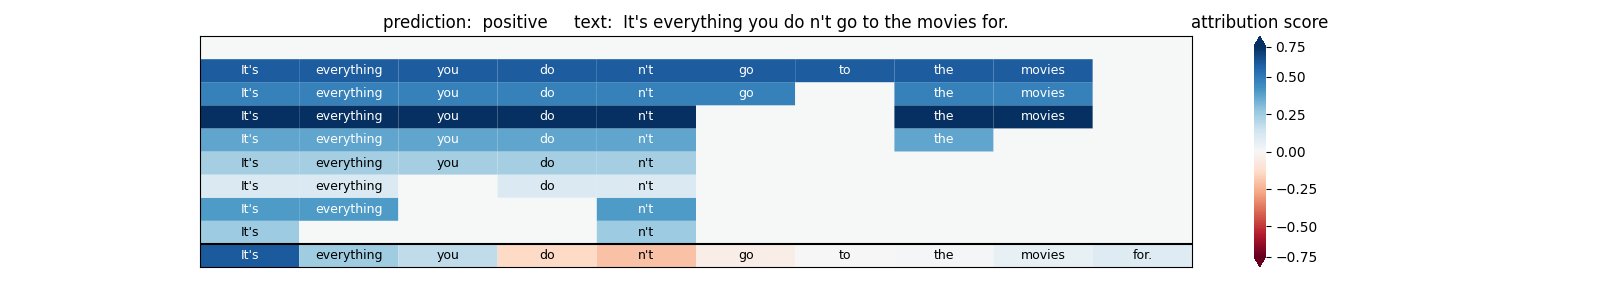 prediction:  positive     text:  It's everything you do n't go to the movies for.
attribution score
It's everything you do n't go to the movies
It's everything you do n't go the movies
It's everything you do n't the movies
It's everything you do n't the
It's everything you do n't
It's everything do n't
It's everything n't
It's n't
It's everything you do n't go to the movies for.
0.75
0.50
0.25
0.00
−0.25
−0.50
−0.75